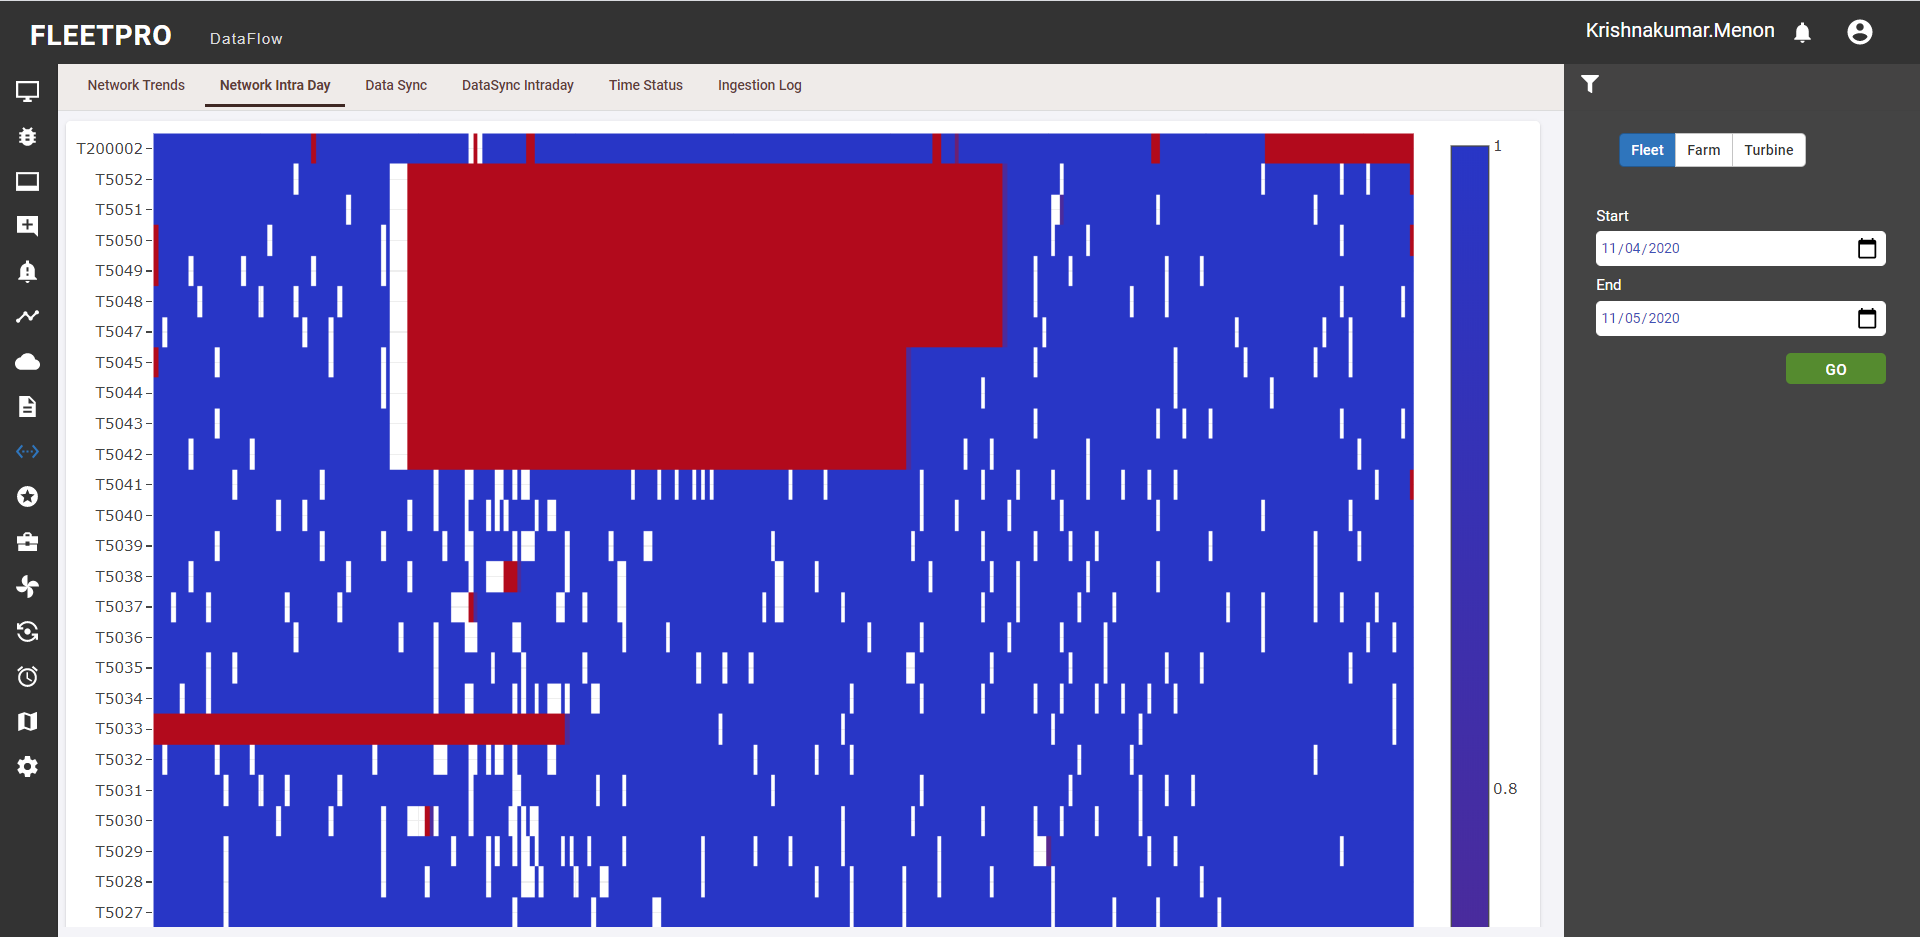 FLEETPRO
DataFlow
Krishnakumar.Menon
Network Trends
Network Intra Day
Data Sync
DataSync Intraday
Time Status
Ingestion Log
T200002
T5052
T5051
T5050
T5049
T5048
T5047
T5045
T5044
T5043
T5042
T5041
T5040
T5039
T5038
T5037
T5036
T5035
T5034
T5033
T5032
T5031
T5030
T5029
T5028
T5027
1
0.8
Fleet
Farm
Turbine
Start
11/04/2020
End
11/05/2020
GO